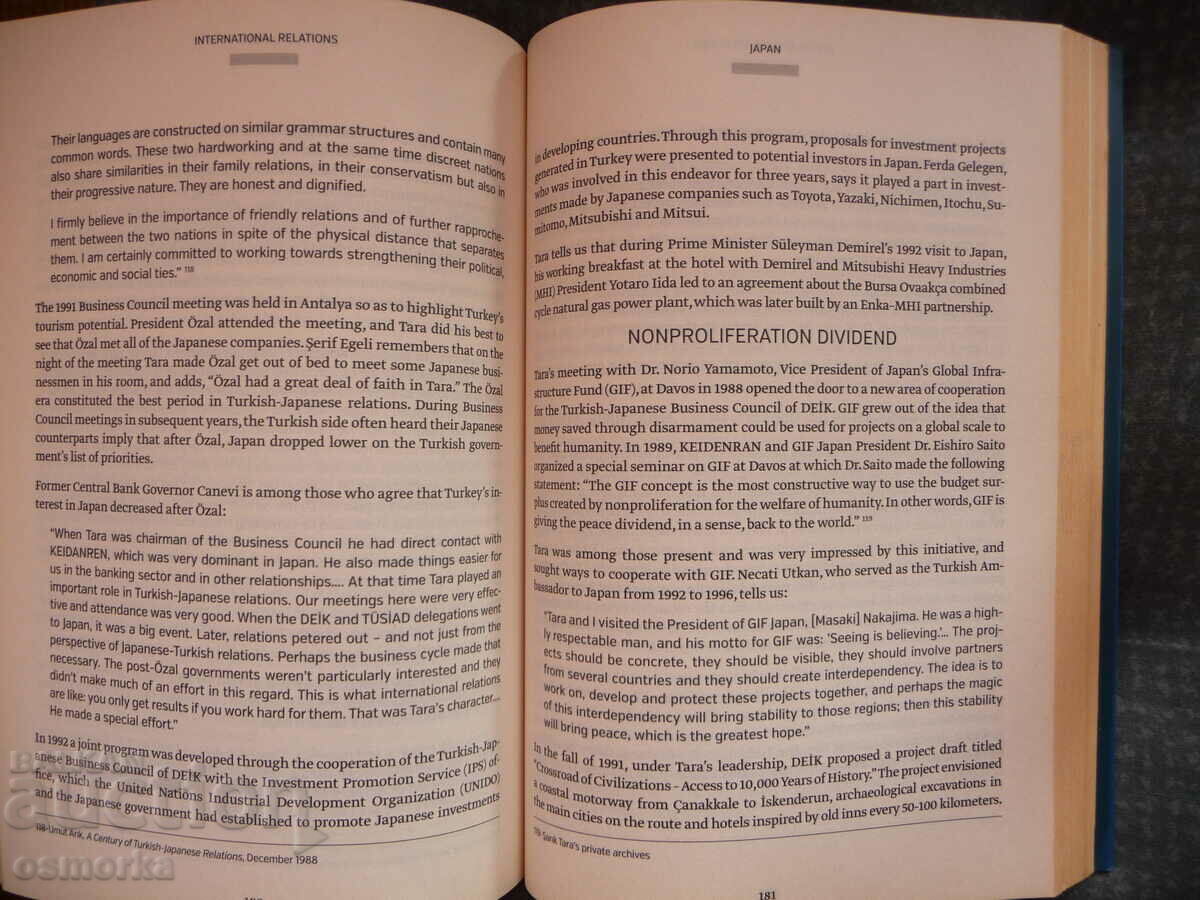 INTERNATIONAL RELATIONS
Their languages are constructed on similar grammar structures and contain many
common words. These two hardworking and at the same time discreet nations
also share similarities in their family relations, in their conservatism but also in
their progressive nature. They are honest and dignified.
I firmly believe in the importance of friendly relations and of further rapproche-
ment between the two nations in spite of the physical distance that separates
them. I am certainly committed to working towards strengthening their political,
economic and social ties." 118
The 1991 Business Council meeting was held in Antalya so as to highlight Turkey's
tourism potential. President Özal attended the meeting, and Tara did his best to
see that Özal met all of the Japanese companies. Şerif Egeli remembers that on the
night of the meeting Tara made Özal get out of bed to meet some Japanese busi-
nessmen in his room, and adds, "Özal had a great deal of faith in Tara." The Özal
era constituted the best period in Turkish-Japanese relations. During Business
Council meetings in subsequent years, the Turkish side often heard their Japanese
counterparts imply that after Özal, Japan dropped lower on the Turkish govern-
ment's list of priorities.
Former Central Bank Governor Canevi is among those who agree that Turkey's in-
terest in Japan decreased after Özal:
"When Tara was chairman of the Business Council he had direct contact with
KEIDANREN, which was very dominant in Japan. He also made things easier for
us in the banking sector and in other relationships.... At that time Tara played an
important role in Turkish-Japanese relations. Our meetings here were very effec-
tive and attendance was very good. When the DEİK and TÜSİAD delegations went
to Japan, it was a big event. Later, relations petered out – and not just from the
perspective of Japanese-Turkish relations. Perhaps the business cycle made that
necessary. The post-Özal governments weren't particularly interested and they
didn't make much of an effort in this regard. This is what international relations
are like: you only get results if you work hard for them. That was Tara's character...
He made a special effort."
In 1992 a joint program was developed through the cooperation of the Turkish-Jap-
anese Business Council of DEİK with the Investment Promotion Service (IPS) of-
fice, which the United Nations Industrial Development Organization (UNIDO)
and the Japanese government had established to promote Japanese investments
118-Umut Arık, A Century of Turkish-Japanese Relations, December 1988
osmorka
JAPAN
in developing countries. Through this program, proposals for investment projects
generated in Turkey were presented to potential investors in Japan. Ferda Gelegen,
who was involved in this endeavor for three years, says it played a part in invest-
ments made by Japanese companies such as Toyota, Yazaki, Nichimen, Itochu, Su-
mitomo, Mitsubishi and Mitsui.
Tara tells us that during Prime Minister Süleyman Demirel's 1992 visit to Japan,
his working breakfast at the hotel with Demirel and Mitsubishi Heavy Industries
(MHI) President Yotaro Iida led to an agreement about the Bursa Ovaakça combined
cycle natural gas power plant, which was later built by an Enka-MHI partnership.
NONPROLIFERATION DIVIDEND
Tara's meeting with Dr. Norio Yamamoto, Vice President of Japan's Global Infra-
structure Fund (GIF), at Davos in 1988 opened the door to a new area of cooperation
for the Turkish-Japanese Business Council of DEİK. GIF grew out of the idea that
money saved through disarmament could be used for projects on a global scale to
benefit humanity. In 1989, KEIDENRAN and GIF Japan President Dr. Eishiro Saito
organized a special seminar on GIF at Davos at which Dr. Saito made the following
statement: "The GIF concept is the most constructive way to use the budget sur-
plus created by nonproliferation for the welfare of humanity. In other words, GIF is
giving the peace dividend, in a sense, back to the world." 119
Tara was among those present and was very impressed by this initiative, and
sought ways to cooperate with GIF. Necati Utkan, who served as the Turkish Am-
bassador to Japan from 1992 to 1996, tells us:
"Tara and I visited the President of GIF Japan, [Masaki] Nakajima. He was a high-
ly respectable man, and his motto for GIF was: 'Seeing is believing.'... The proj-
ects should be concrete, they should be visible, they should involve partners
from several countries and they should create interdependency. The idea is to
work on, develop and protect these projects together, and perhaps the magic
of this interdependency will bring stability to those regions; then this stability
will bring peace, which is the greatest hope."
In the fall of 1991, under Tara's leadership, DEİK proposed a project draft titled
"Crossroad of Civilizations – Access to 10,000 Years of History." The project envisioned
a coastal motorway from Çanakkale to İskenderun, archaeological excavations in
the main cities on the route and hotels inspired by old inns every 50-100 kilometers.
119- Şarık Tara's private archives
181